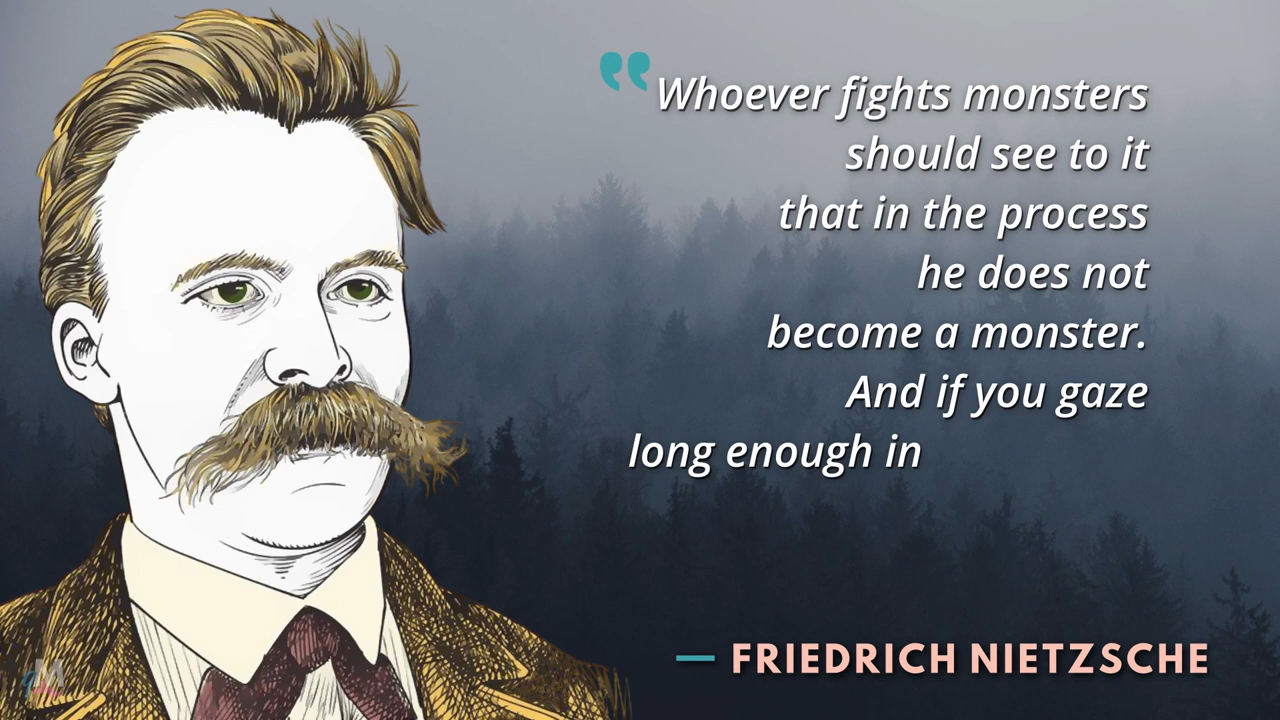 ❝Whoever fights monsters
should see to it
that in the process
he does not
become a monster.
And if you gaze
long enough in
— FRIEDRICH NIETZSCHE
M